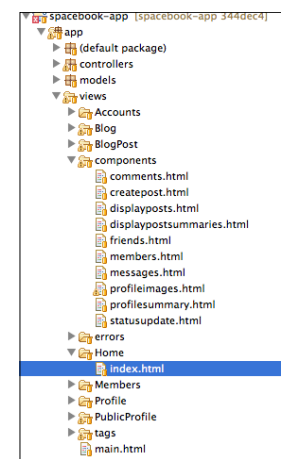 spacebook-app [spacebook-app 344dec4]
app
(default package)
controllers
models
views
Accounts
Blog
BlogPost
components
comments.html
createpost.html
displayposts.html
displaypostsummaries.html
friends.html
members.html
messages.html
profileimages.html
profilesummary.html
statusupdate.html
errors
Home
index.html
Members
Profile
PublicProfile
tags
main.html